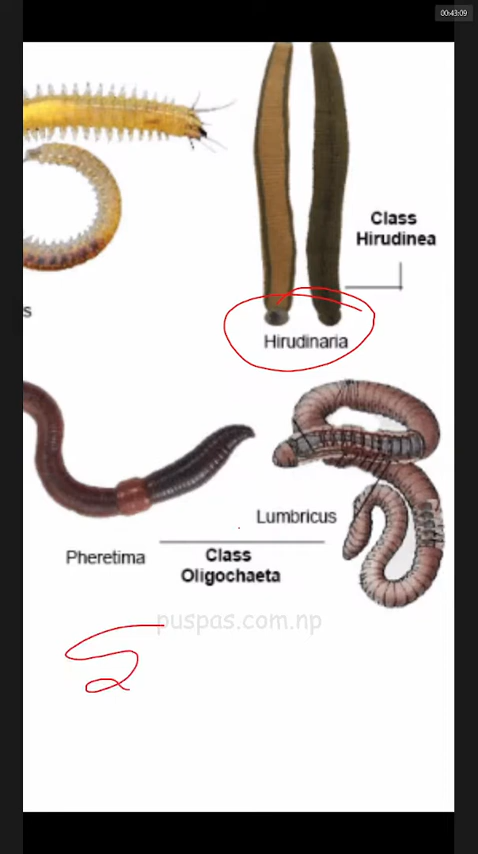 00:43:09
Class
Hirudinea
s
Hirudinaria
Lumbricus
Pheretima
Class
Oligochaeta
puspas.com.np